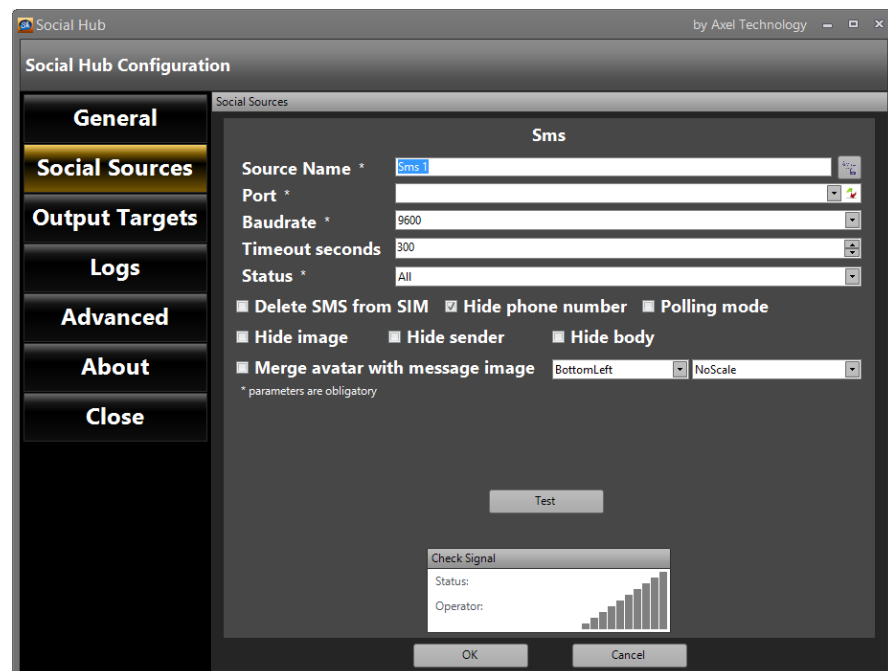 Social Hub by Axel Technology
Social Hub Configuration
General
Social Sources
Output Targets
Logs
Advanced
About
Close
Social Sources
Sms
Source Name * Sms 1
Port *
Baudrate * 9600
Timeout seconds 300
Status * All
Delete SMS from SIM Hide phone number Polling mode
Hide image Hide sender Hide body
Merge avatar with message image BottomLeft NoScale
* parameters are obligatory
Test
Check Signal
Status:
Operator:
OK Cancel